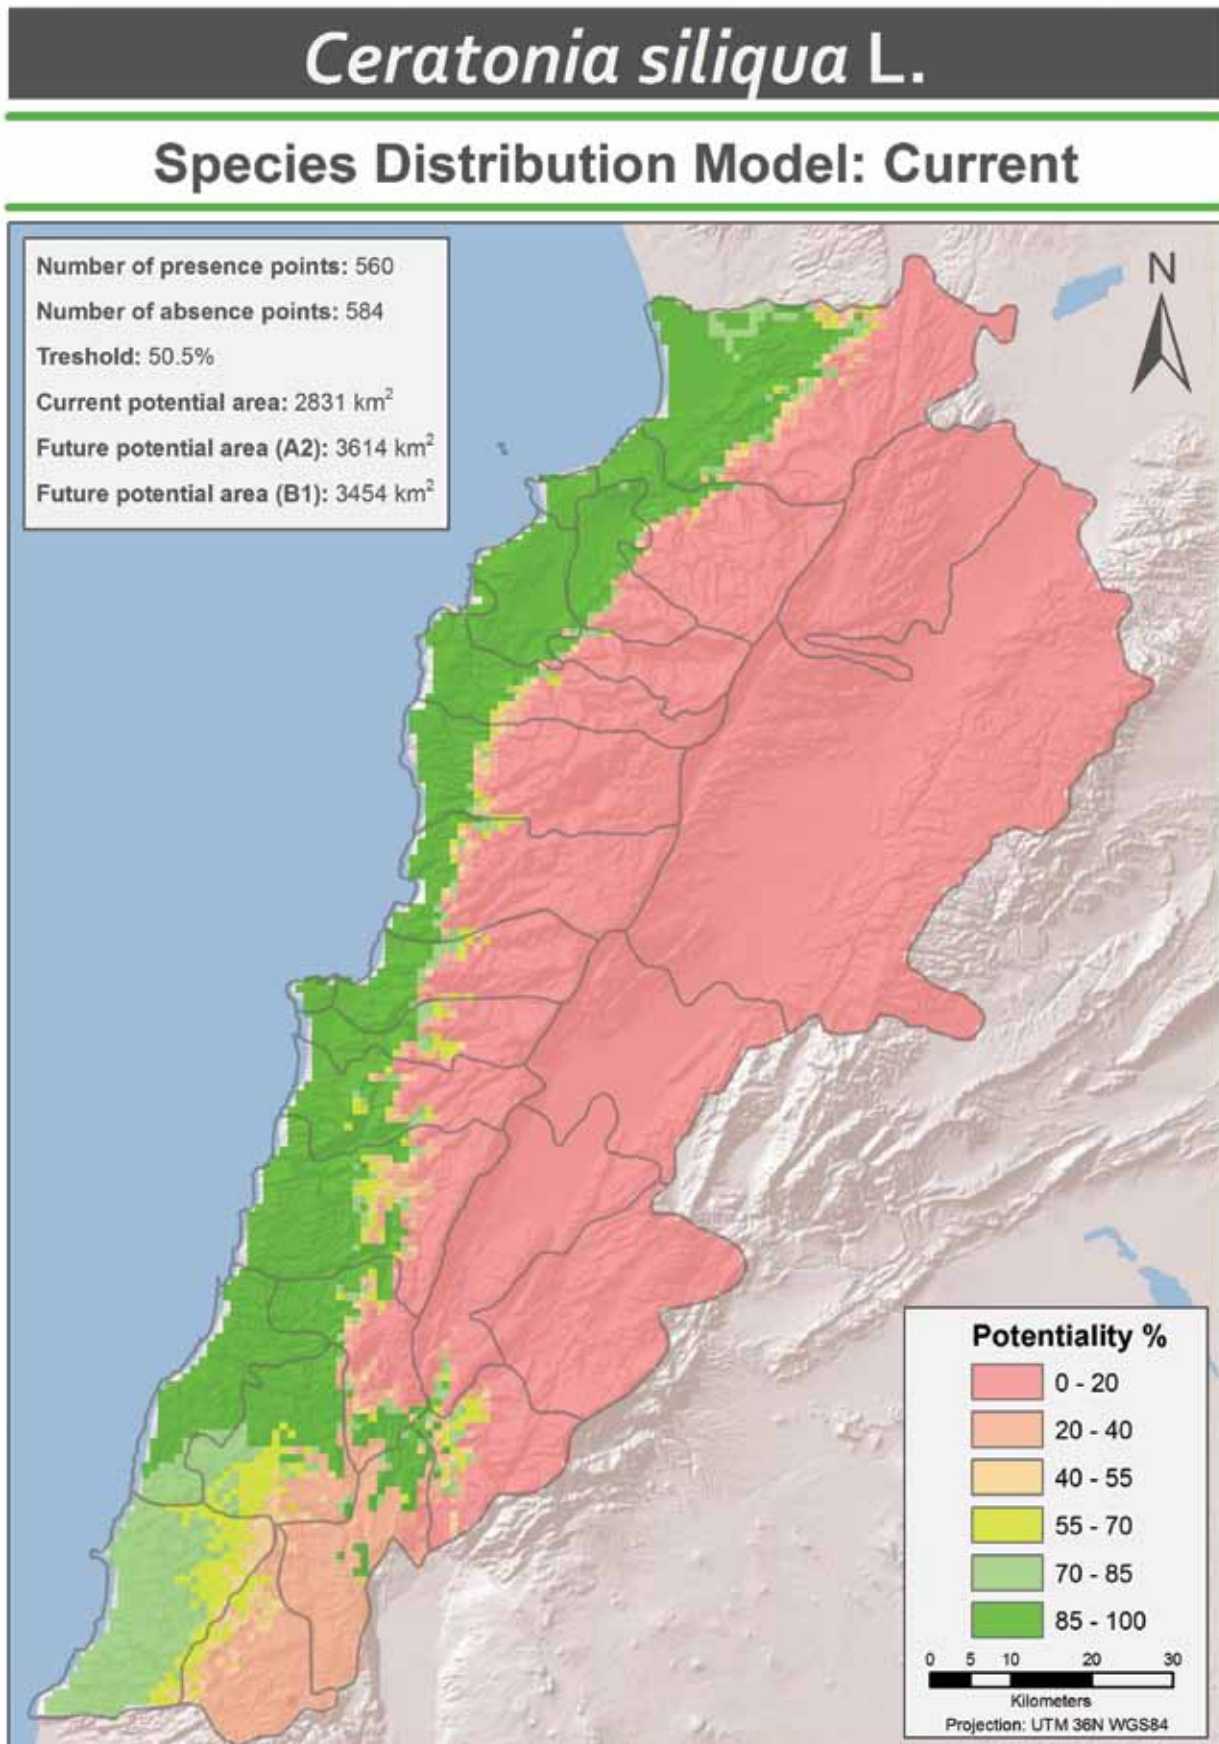 Ceratonia siliqua L.
Species Distribution Model: Current
Number of presence points: 560
Number of absence points: 584
Treshold: 50.5%
Current potential area: 2831 km²
Future potential area (A2): 3614 km²
Future potential area (B1): 3454 km²
N
Potentiality %
0 - 20
20 - 40
40 - 55
55 - 70
70 - 85
85 - 100
0 5 10 20 30
Kilometers
Projection: UTM 36N WGS84